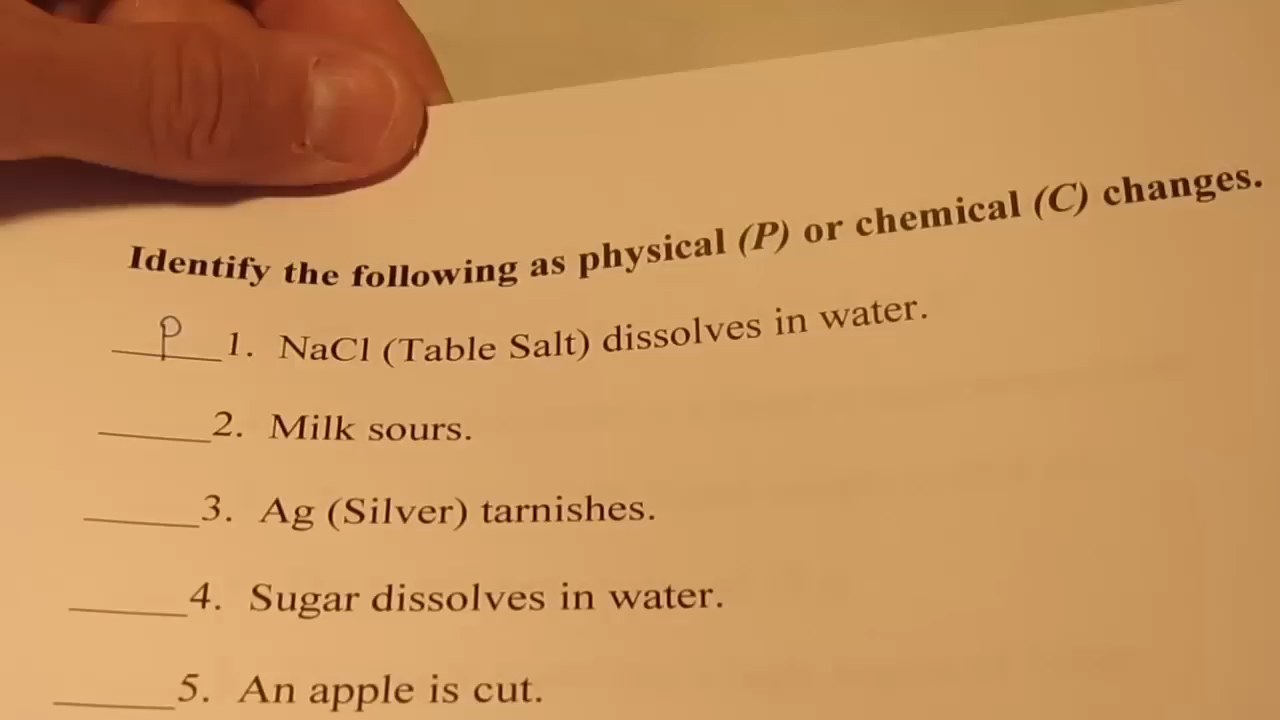 Identify the following as physical (P) or chemical (C) changes.
P 1. NaCl (Table Salt) dissolves in water.
2. Milk sours.
3. Ag (Silver) tarnishes.
4. Sugar dissolves in water.
5. An apple is cut.